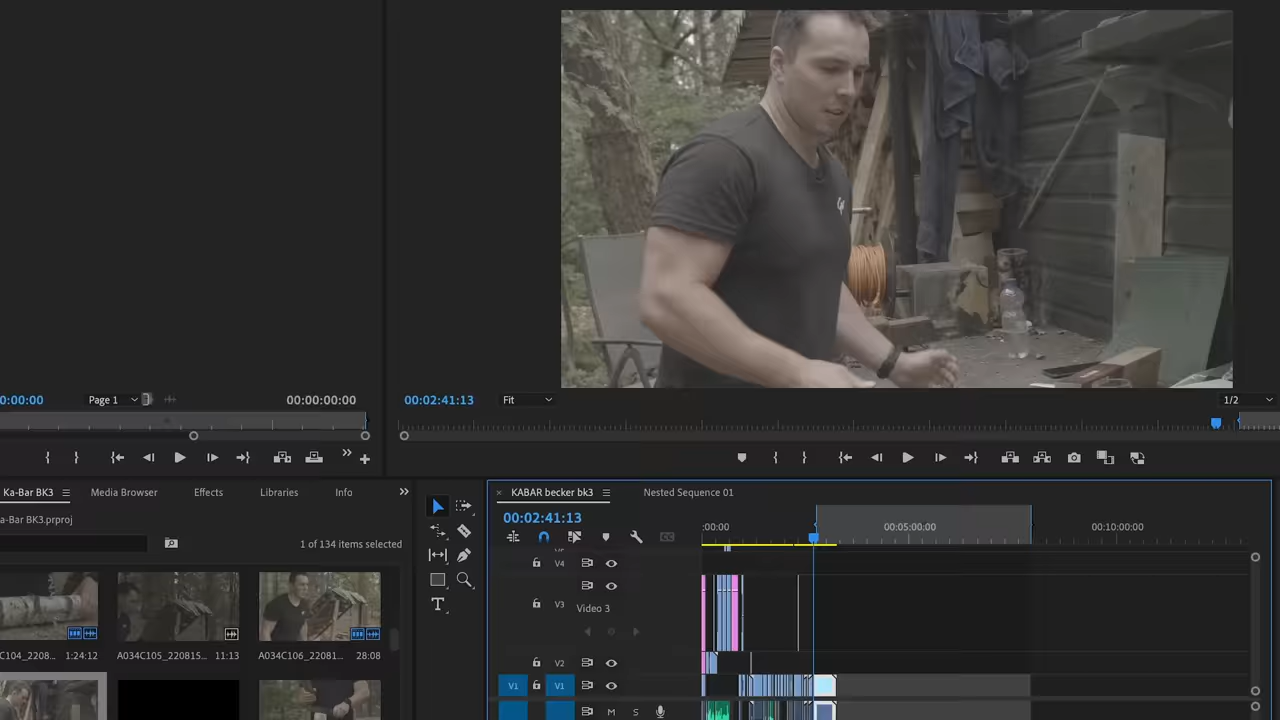 0:00:00
Page 1
00:00:00:00
00:02:41:13
Fit
1/2
Ka-Bar BK3
Media Browser
Effects
Libraries
Info
KABAR becker bk3
Nested Sequence 01
a-Bar BK3.prproj
00:02:41:13
:00:00
00:05:00:00
00:10:00:00
1 of 134 items selected
V4
V3
Video 3
T
C104_2208...
1:24:12
A034C105_220815...
11:13
A034C106_22081...
28:08
V2
V1
V1
M
S